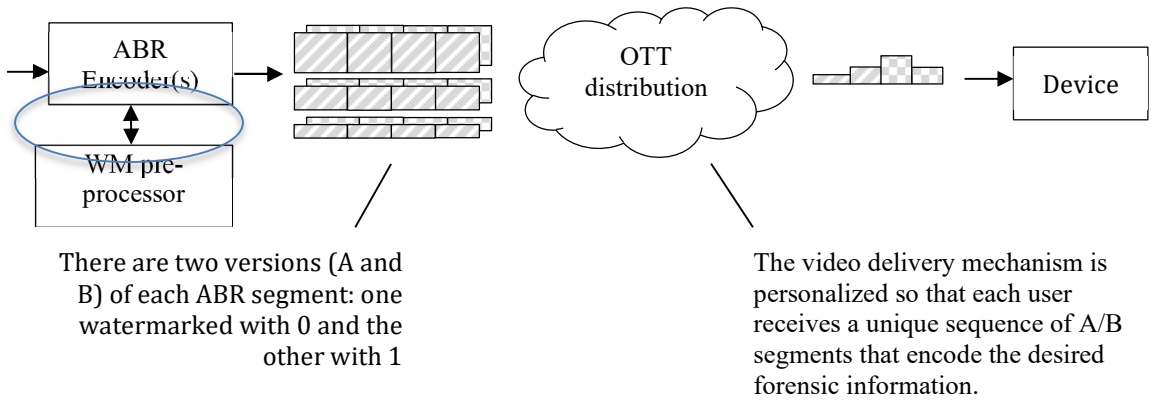 ABR
Encoder(s)
WM pre-
processor
OTT
distribution
Device
There are two versions (A and
B) of each ABR segment: one
watermarked with 0 and the
other with 1
The video delivery mechanism is
personalized so that each user
receives a unique sequence of A/B
segments that encode the desired
forensic information.